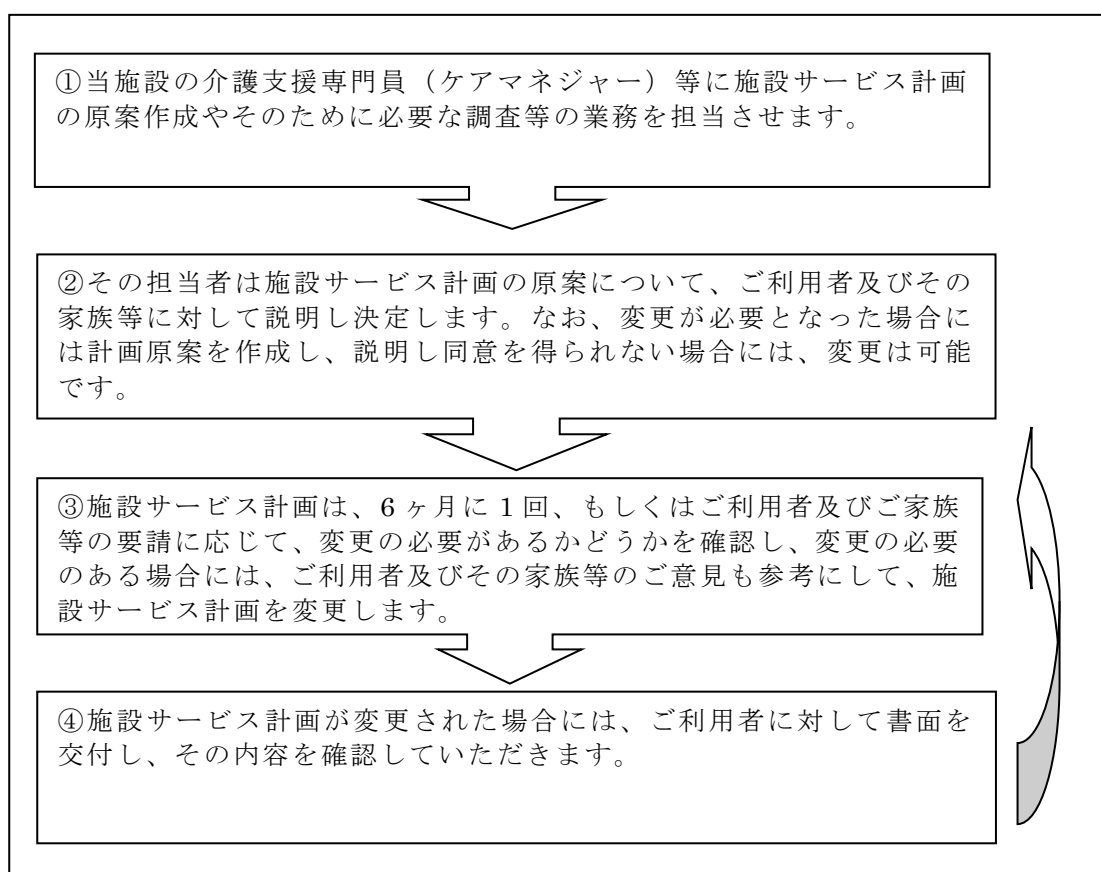 ①当施設の介護支援専門員（ケアマネジャー）等に施設サービス計画
の原案作成やそのために必要な調査等の業務を担当させます。
②その担当者は施設サービス計画の原案について、ご利用者及びその
家族等に対して説明し決定します。なお、変更が必要となった場合に
は計画原案を作成し、説明し同意を得られない場合には、変更は可能
です。
③施設サービス計画は、6ヶ月に1回、もしくはご利用者及びご家族
等の要請に応じて、変更の必要があるかどうかを確認し、変更の必要
のある場合には、ご利用者及びその家族等のご意見も参考にして、施
設サービス計画を変更します。
④施設サービス計画が変更された場合には、ご利用者に対して書面を
交付し、その内容を確認していただきます。